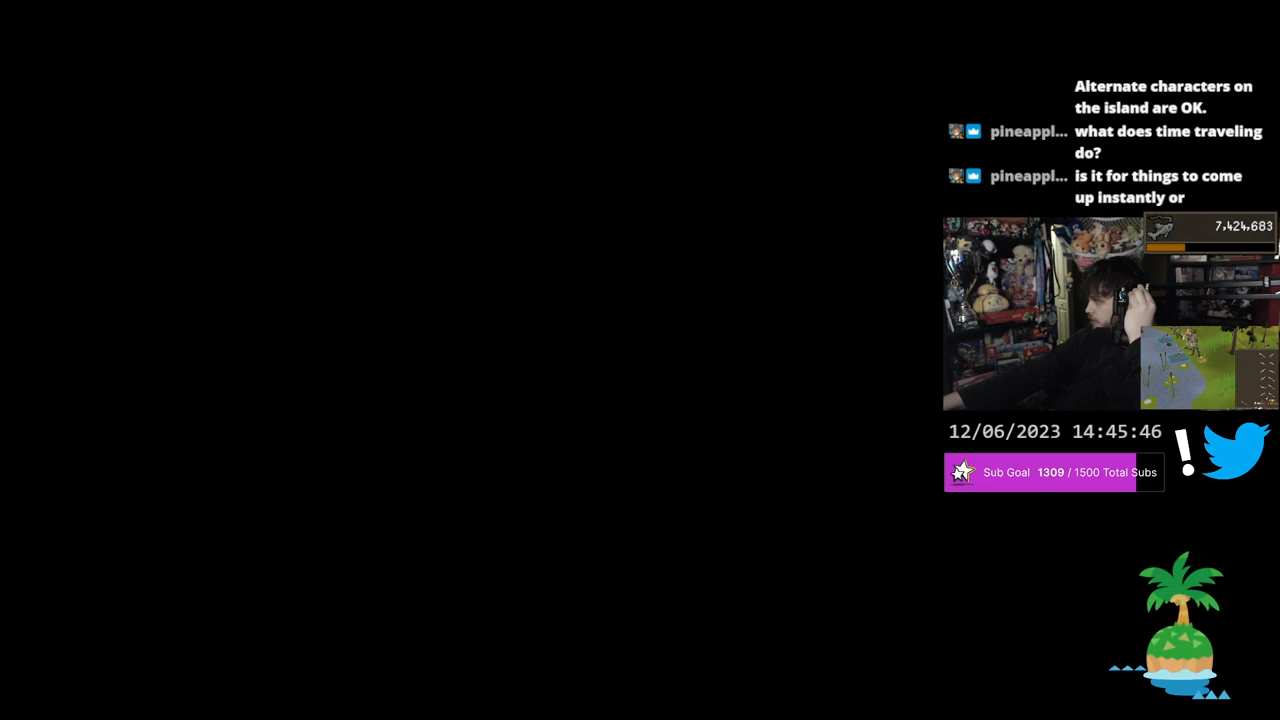 Alternate characters on
the island are OK.
pineappl... what does time traveling
do?
pineappl... is it for things to come
up instantly or
7,424,683
12/06/2023 14:45:46
!
Sub Goal 1309 / 1500 Total Subs